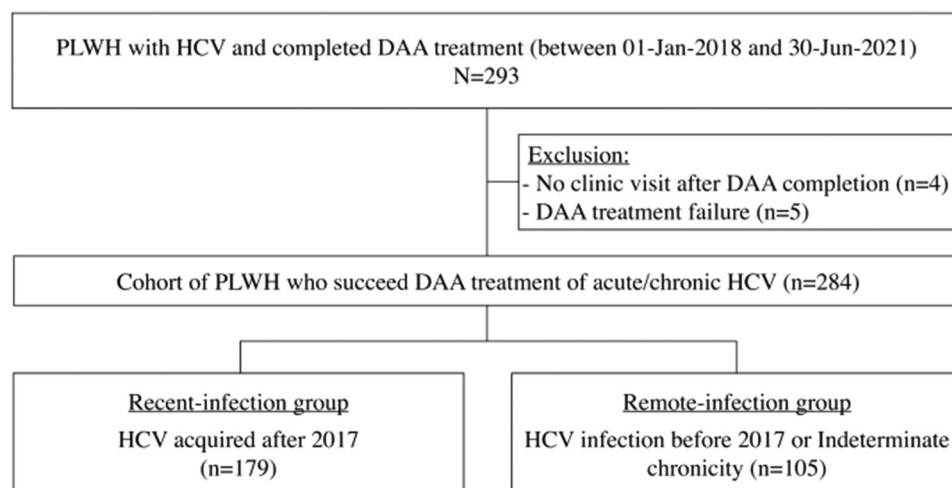 PLWH with HCV and completed DAA treatment (between 01-Jan-2018 and 30-Jun-2021)
N=293
Exclusion:
- No clinic visit after DAA completion (n=4)
- DAA treatment failure (n=5)
Cohort of PLWH who succeed DAA treatment of acute/chronic HCV (n=284)
Recent-infection group
HCV acquired after 2017
(n=179)
Remote-infection group
HCV infection before 2017 or Indeterminate
chronicity (n=105)